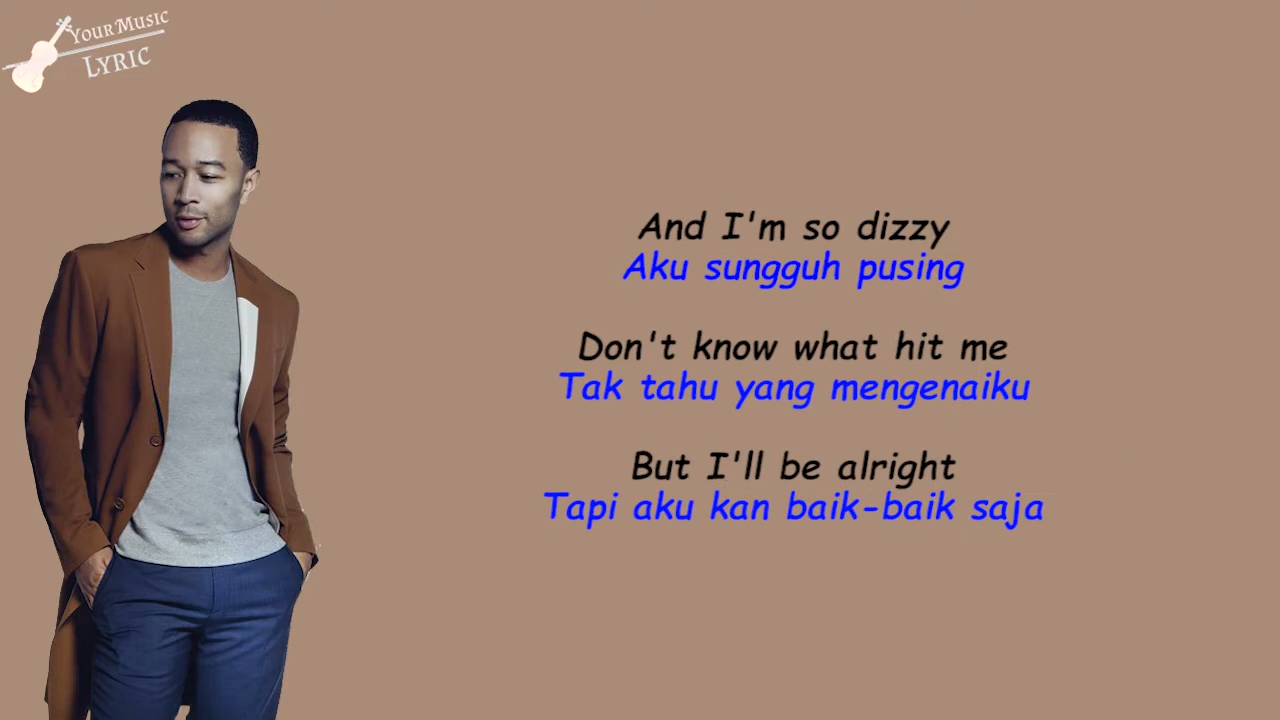 YourMusic
Lyric
And I'm so dizzy
Aku sungguh pusing
Don't know what hit me
Tak tahu yang mengenaiku
But I'll be alright
Tapi aku kan baik-baik saja